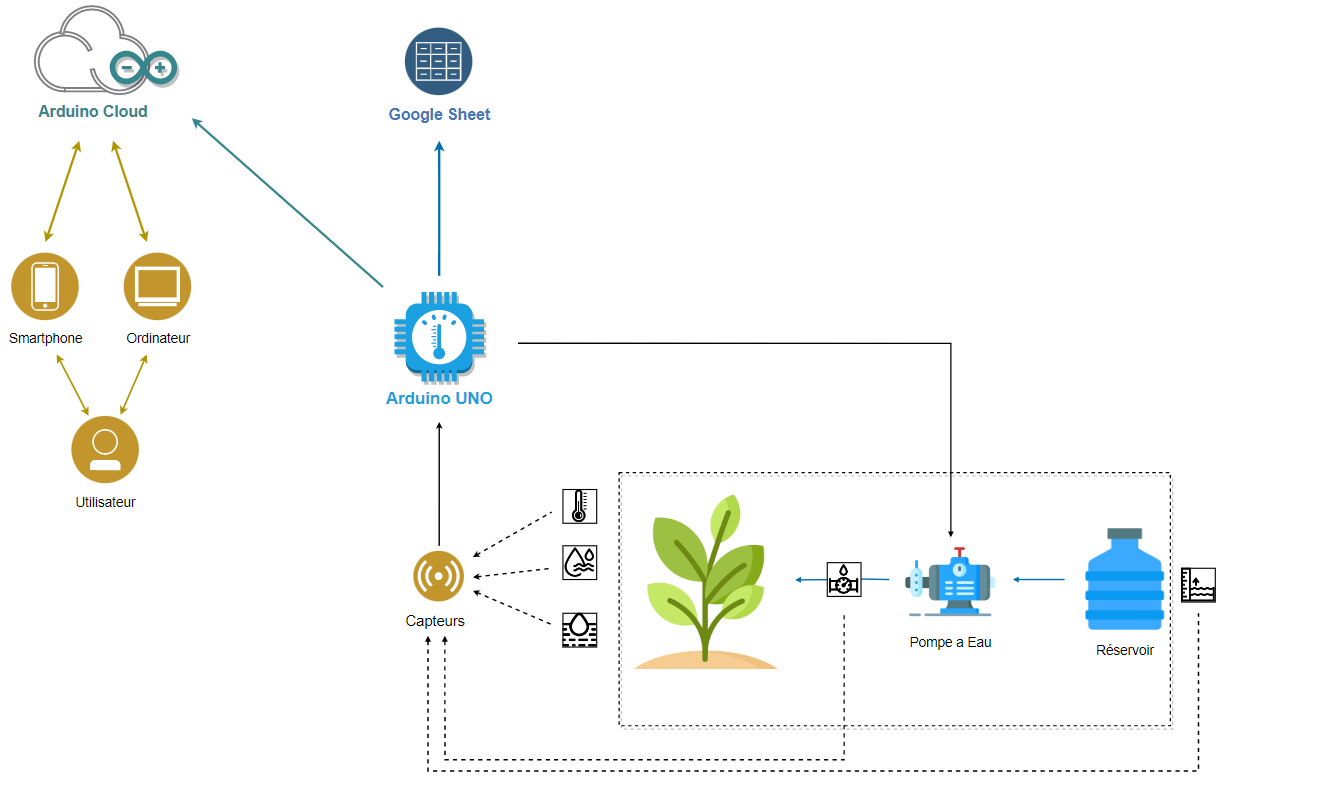 Arduino Cloud
Google Sheet
Smartphone
Ordinateur
Arduino UNO
Utilisateur
Capteurs
Pompe a Eau
Réservoir